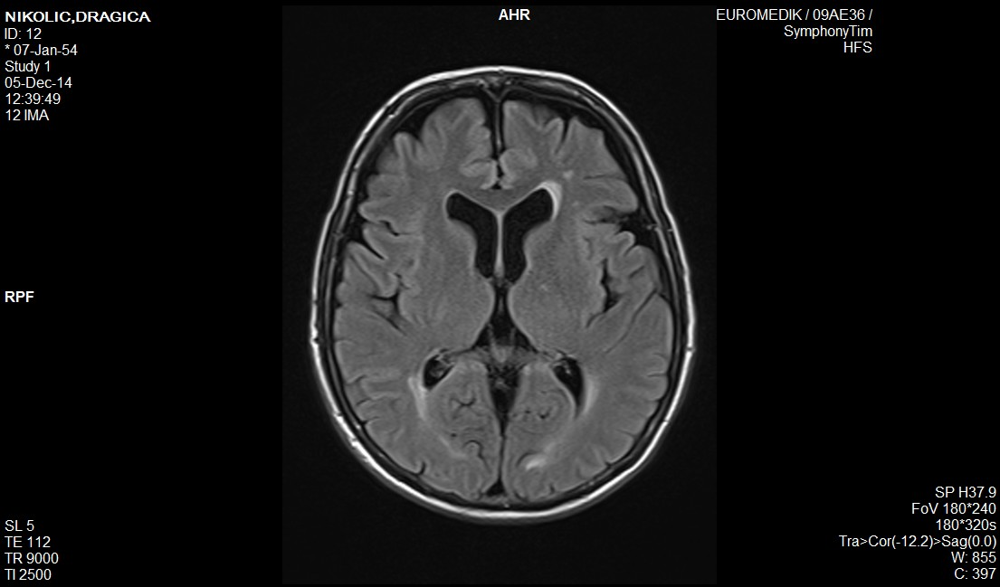 NIKOLIC,DRAGICA
ID: 12
* 07-Jan-54
Study 1
05-Dec-14
12:39:49
12 IMA
AHR
EUROMEDIK / 09AE36 /
SymphonyTim
HFS
RPF
SL 5
TE 112
TR 9000
TI 2500
SP H37.9
FoV 180*240
180*320s
Tra>Cor(-12.2)>Sag(0.0)
W: 855
C: 397